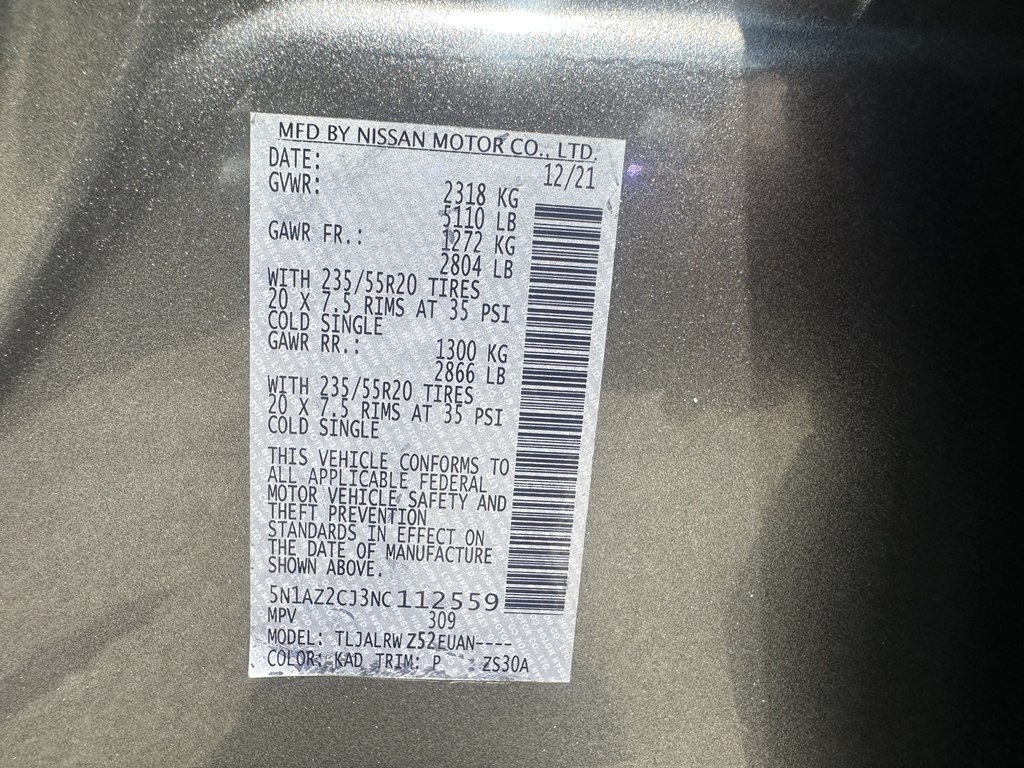 MFD BY NISSAN MOTOR CO., LTD.
DATE: 12/21
GVWR: 2318 KG
5110 LB
GAWR FR.: 1272 KG
2804 LB
WITH 235/55R20 TIRES
20 X 7.5 RIMS AT 35 PSI
COLD SINGLE
GAWR RR.: 1300 KG
2866 LB
WITH 235/55R20 TIRES
20 X 7.5 RIMS AT 35 PSI
COLD SINGLE
THIS VEHICLE CONFORMS TO
ALL APPLICABLE FEDERAL
MOTOR VEHICLE SAFETY AND
THEFT PREVENTION
STANDARDS IN EFFECT ON
THE DATE OF MANUFACTURE
SHOWN ABOVE.
5N1AZ2CJ3NC112559
MPV 309
MODEL: TLJALRWZ52EUAN----
COLOR: KAD TRIM: P ZS30A